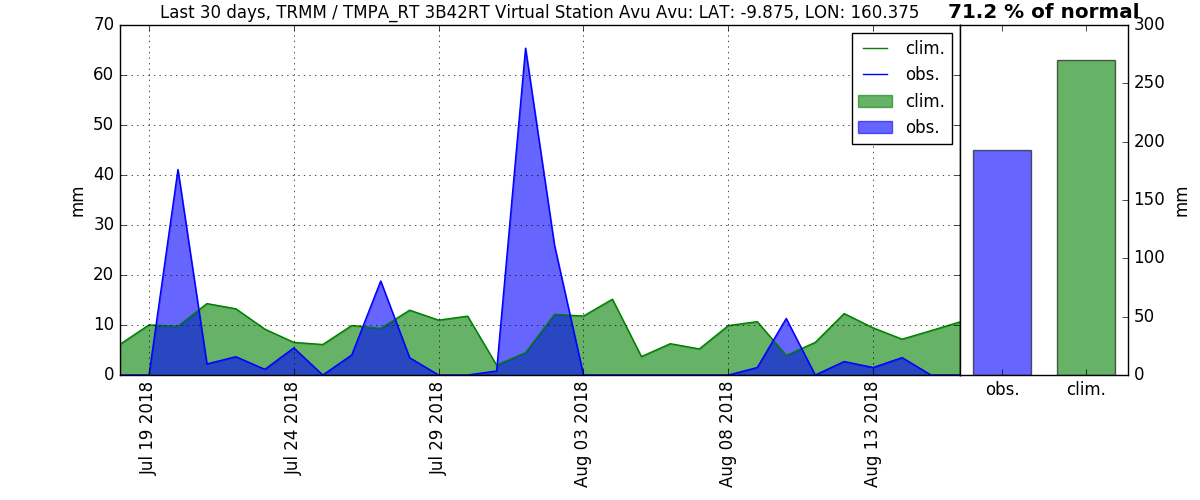 Last 30 days, TRMM / TMPA_RT 3B42RT Virtual Station Avu Avu: LAT: -9.875, LON: 160.375
71.2 % of normal
70
60
50
40
30
20
10
0
mm
clim.
obs.
clim.
obs.
Jul 19 2018
Jul 24 2018
Jul 29 2018
Aug 03 2018
Aug 08 2018
Aug 13 2018
300
250
200
150
100
50
0
mm
obs.
clim.